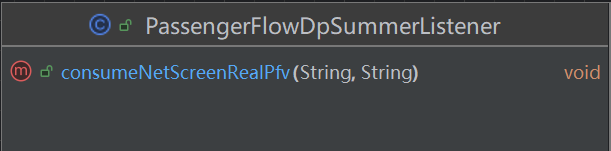 C PassengerFlowDpSummerListener
m consumeNetScreenRealPfv(String, String) void